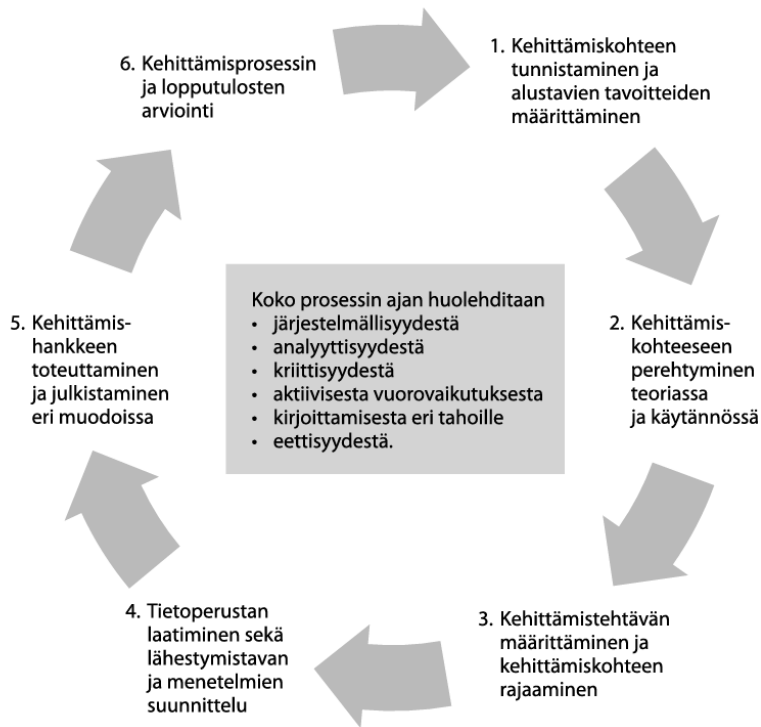 1. Kehittämiskohteen
tunnistaminen ja
alustavien tavoitteiden
määrittäminen
2. Kehittämis-
kohteeseen
perehtyminen
teoriassa
ja käytännössä
3. Kehittämistehtävän
määrittäminen ja
kehittämiskohteen
rajaaminen
4. Tietoperustan
laatiminen sekä
lähestymistavan
ja menetelmien
suunnittelu
5. Kehittämis-
hankkeen
toteuttaminen
ja julkistaminen
eri muodoissa
6. Kehittämisprosessin
ja lopputulosten
arviointi
Koko prosessin ajan huolehditaan
• järjestelmällisyydestä
• analyyttisyydestä
• kriittisyydestä
• aktiivisesta vuorovaikutuksesta
• kirjoittamisesta eri tahoille
• eettisyydestä.